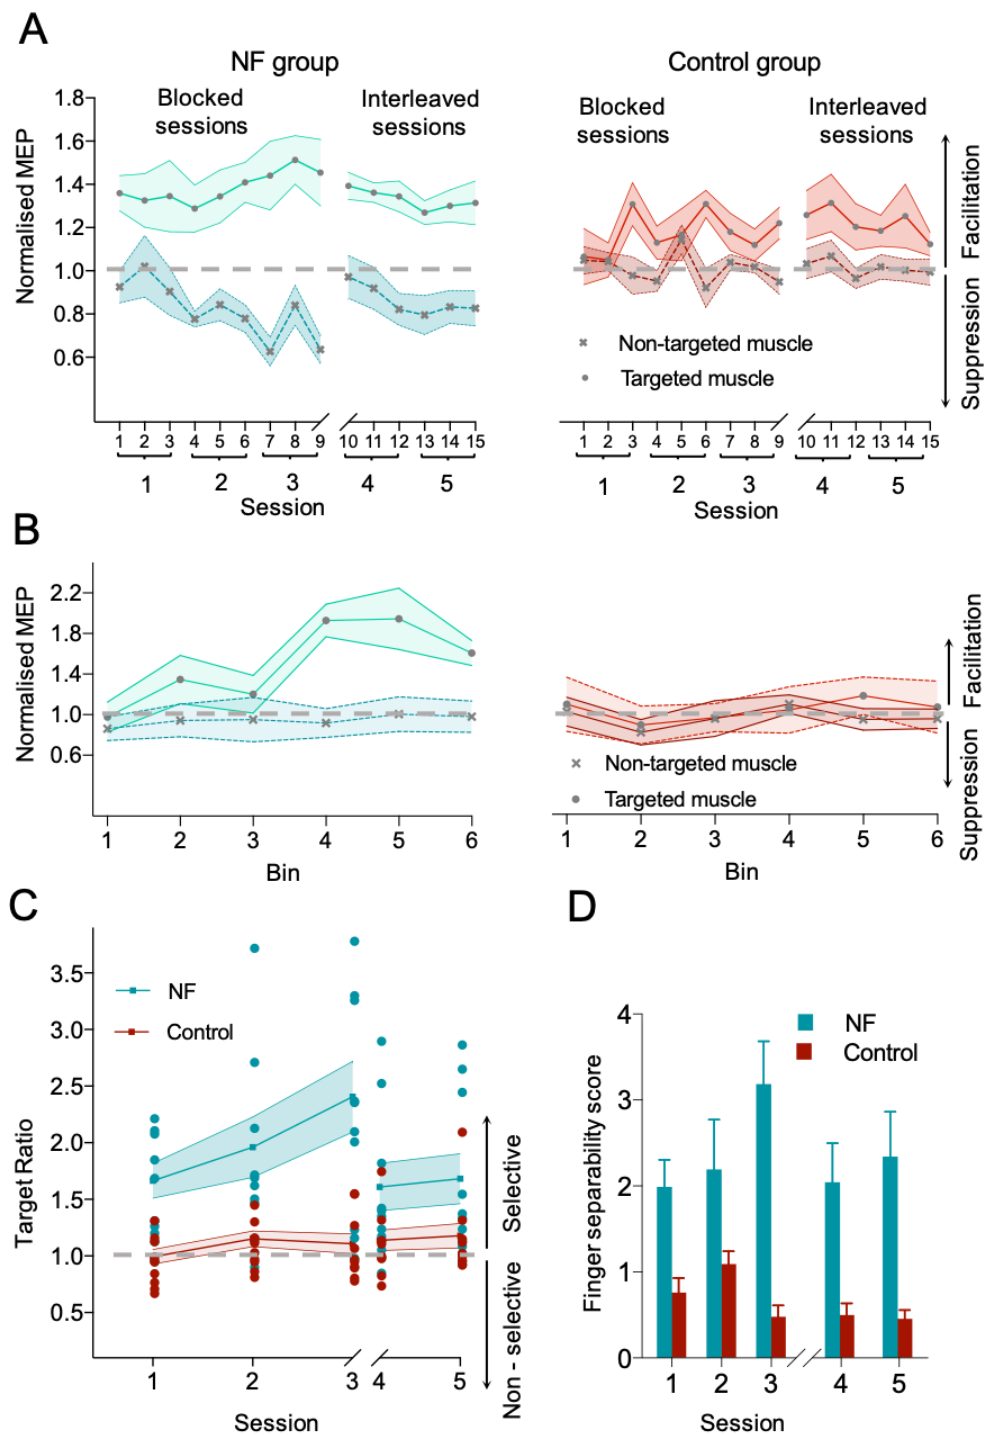 A
NF group
Control group
Blocked
sessions
Interleaved
sessions
Blocked
sessions
Interleaved
sessions
Normalised MEP
1.8
1.6
1.4
1.2
1.0
0.8
0.6
Non-targeted muscle
Targeted muscle
Facilitation
Suppression
1 2 3 4 5 6 7 8 9 10 11 12 13 14 15
1 2 3 4 5
Session
1 2 3 4 5 6 7 8 9 10 11 12 13 14 15
1 2 3 4 5
Session
B
Normalised MEP
2.2
1.8
1.4
1.0
0.6
1 2 3 4 5 6
Bin
Non-targeted muscle
Targeted muscle
1 2 3 4 5 6
Bin
Facilitation
Suppression
C
Target Ratio
3.5
3.0
2.5
2.0
1.5
1.0
0.5
NF
Control
Selective
Non - selective
1 2 3 4 5
Session
D
Finger separability score
4
3
2
1
0
NF
Control
1 2 3 4 5
Session